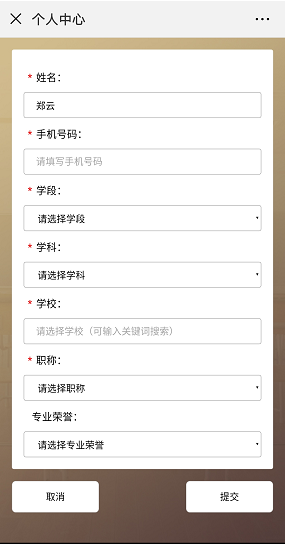 个人中心
* 姓名:
郑云
* 手机号码:
请填写手机号码
* 学段:
请选择学段
* 学科:
请选择学科
* 学校:
请选择学校（可输入关键词搜索）
* 职称:
请选择职称
专业荣誉:
请选择专业荣誉
取消
提交